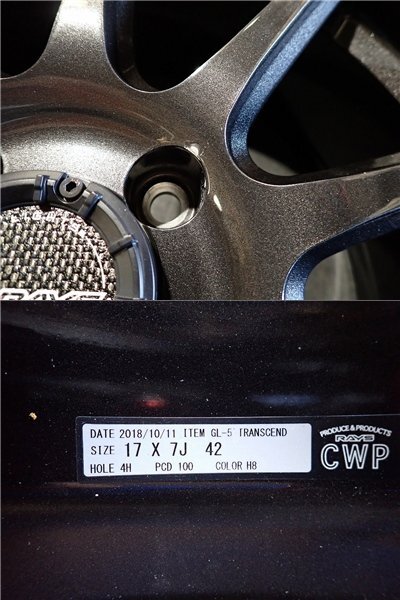 RAYS
DATE 2018/10/11 ITEM GL-5 TRANSCEND
SIZE 17 X 7J 42
HOLE 4H PCD 100 COLOR H8
PRODUCE & PRODUCTS
RAYS
CWP